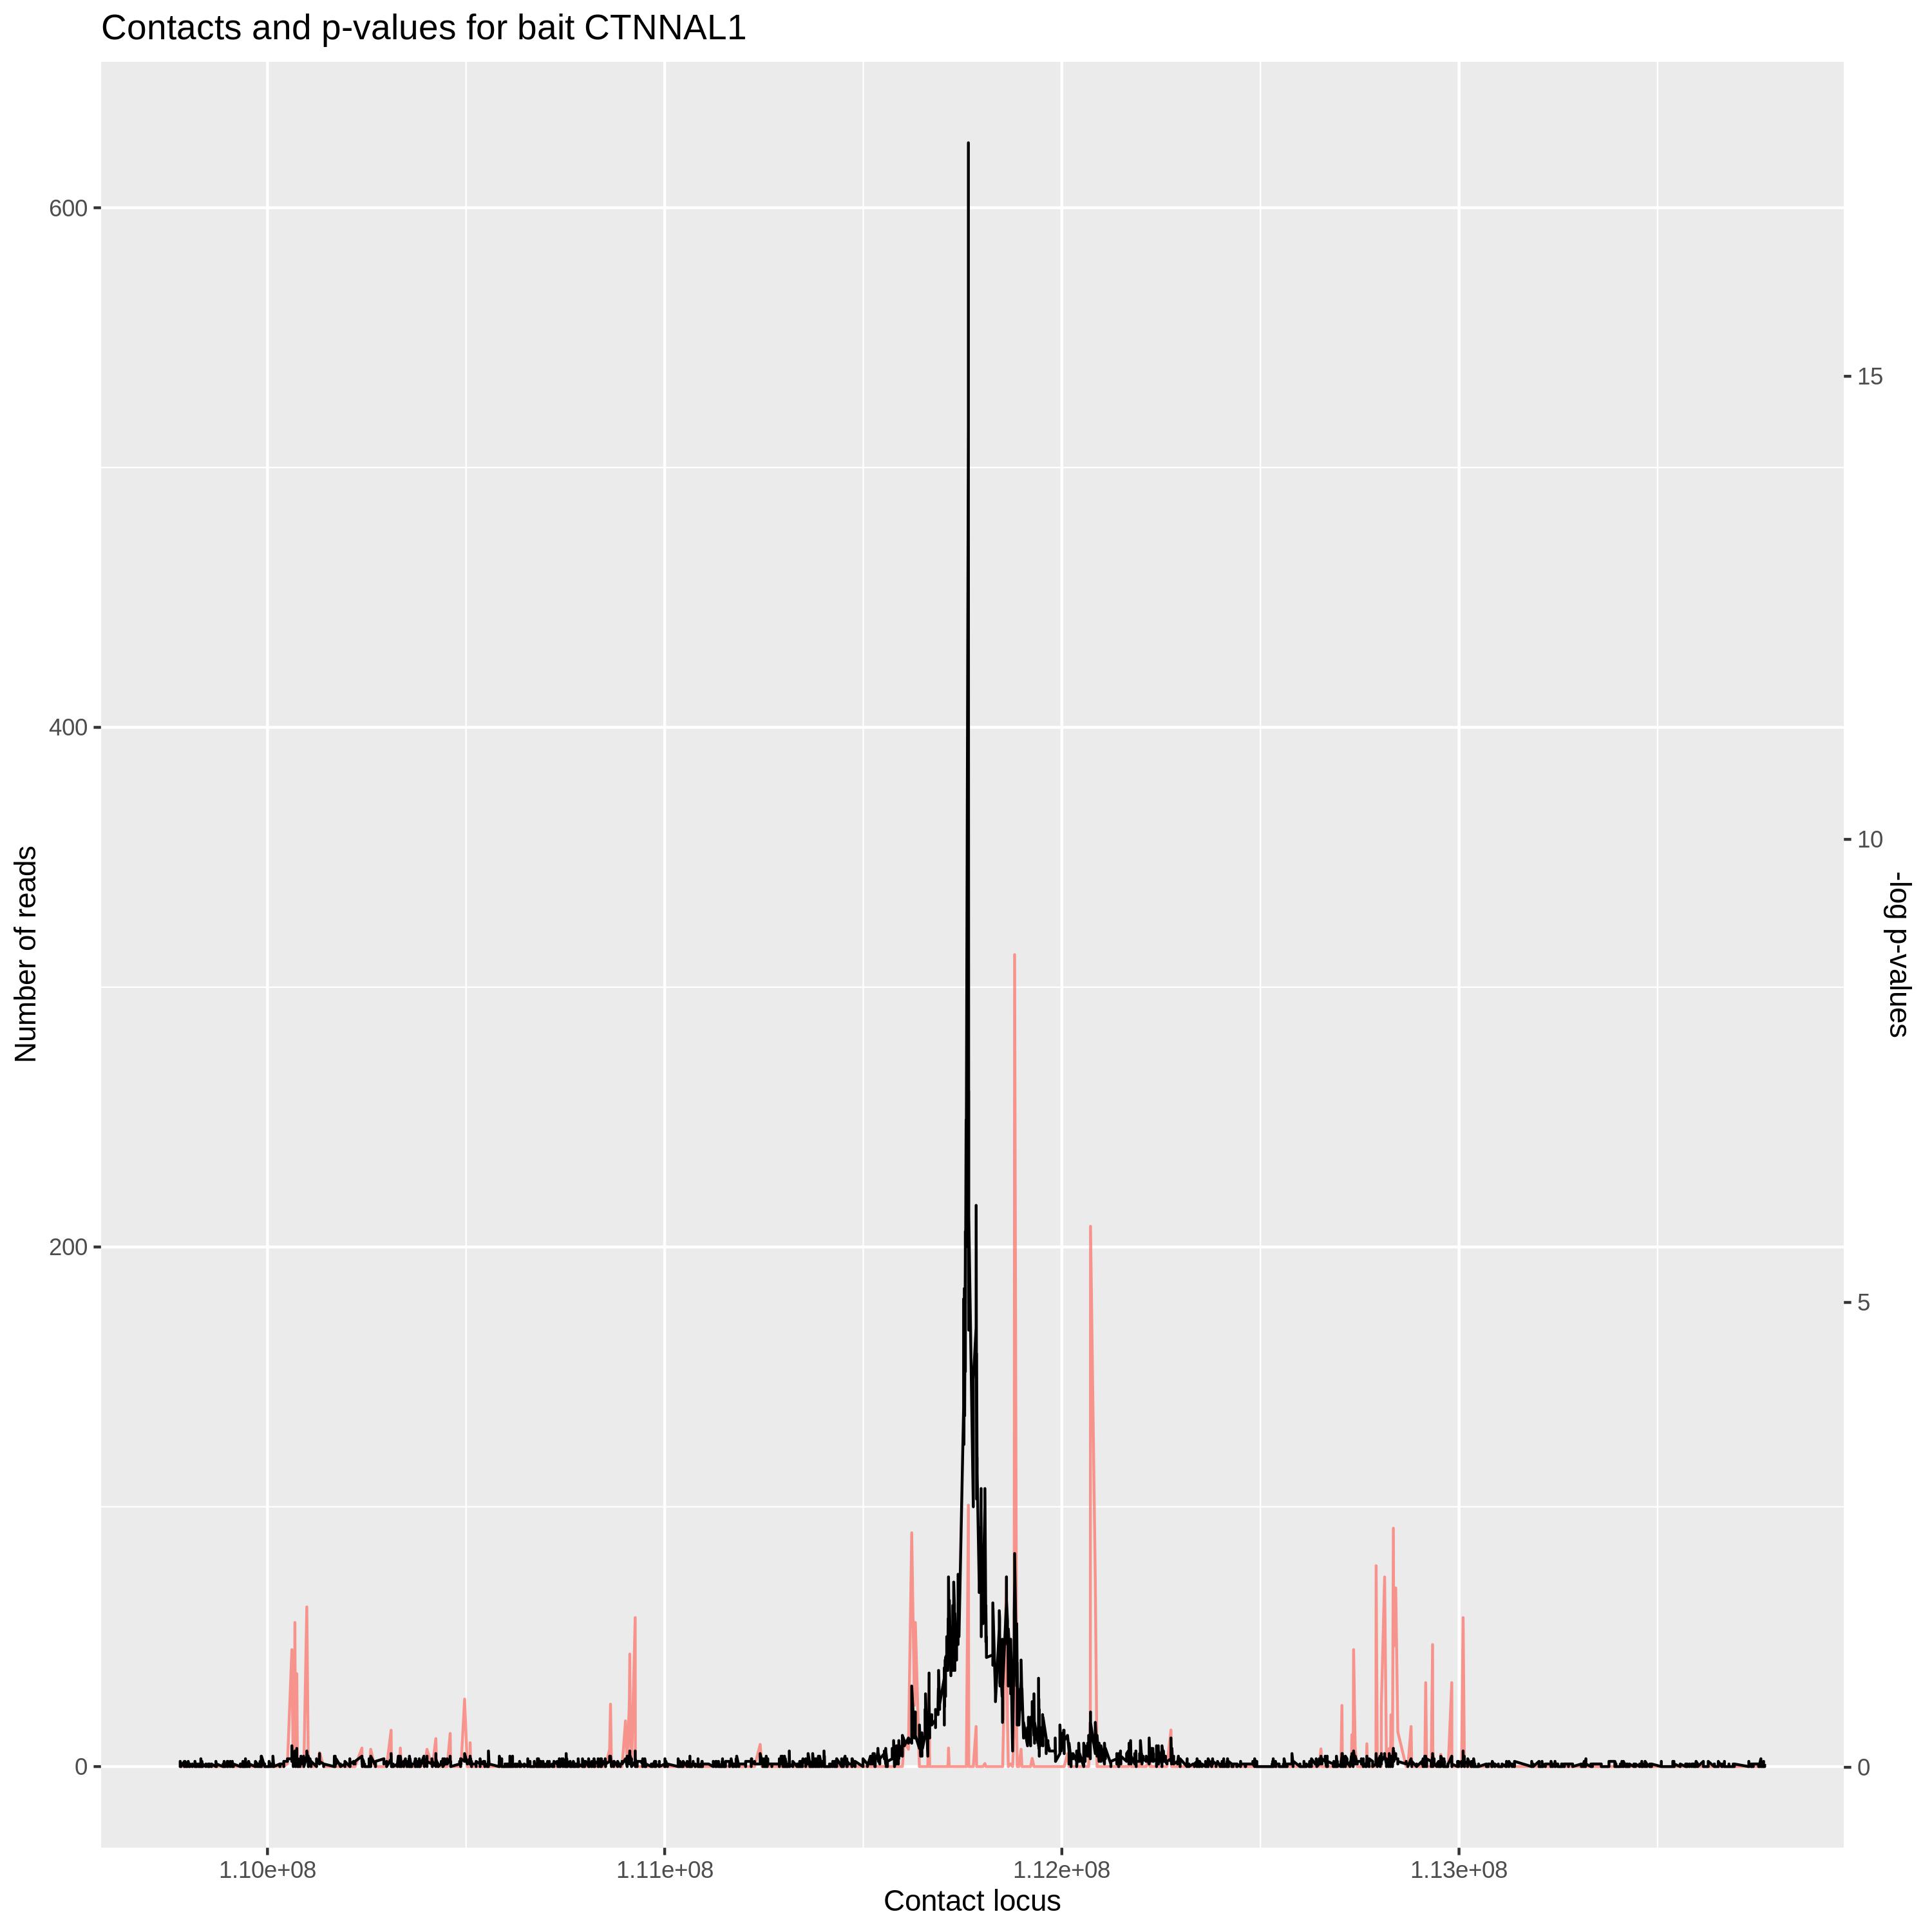 Contacts and p-values for bait CTNNAL1
600
400
200
0
Number of reads
15
10
5
0
-log p-values
1.10e+08
1.11e+08
1.12e+08
1.13e+08
Contact locus